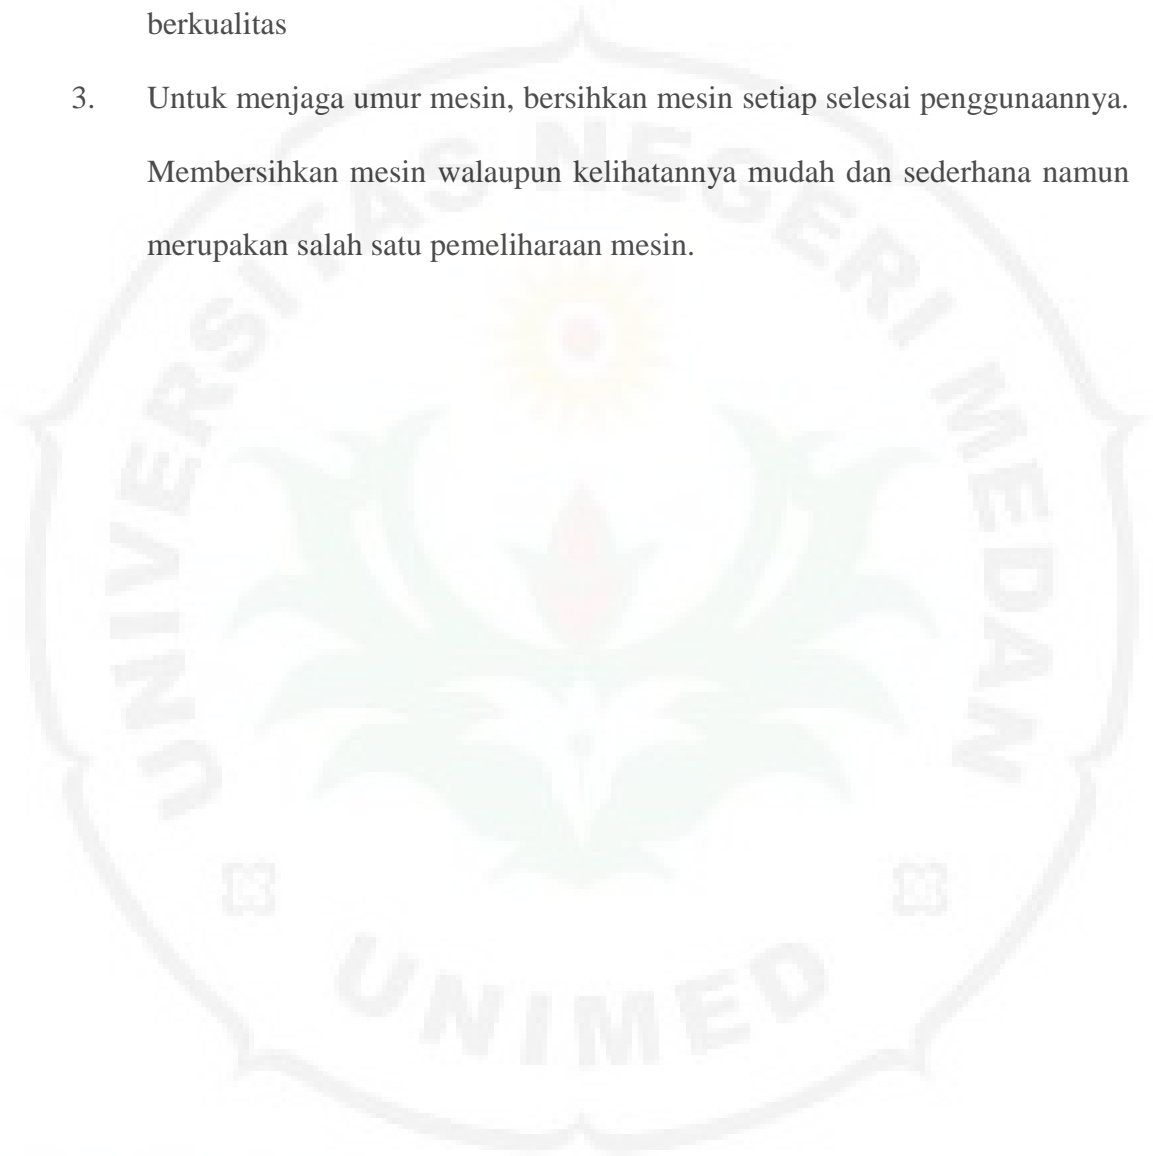 berkualitas
3. Untuk menjaga umur mesin, bersihkan mesin setiap selesai penggunaannya.
Membersihkan mesin walaupun kelihatannya mudah dan sederhana namun
merupakan salah satu pemeliharaan mesin.
UNIVERSITAS NEGERI MEDAN
UNIMED